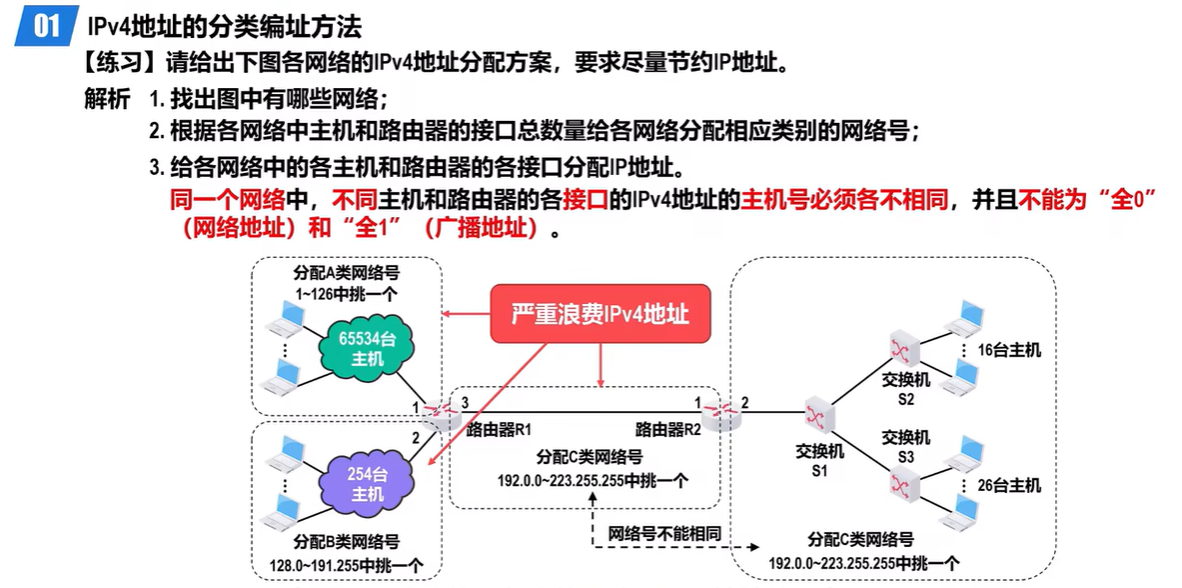 01 IPv4地址的分类编址方法
【练习】请给出下图各网络的IPv4地址分配方案，要求尽量节约IP地址。
解析 1. 找出图中有哪些网络；
2. 根据各网络中主机和路由器的接口总数量给各网络分配相应类别的网络号；
3. 给各网络中的各主机和路由器的各接口分配IP地址。
同一个网络中，不同主机和路由器的各接口的IPv4地址的主机号必须各不相同，并且不能为“全0”
（网络地址）和“全1”（广播地址）。
分配A类网络号
1~126中挑一个
65534台
主机
1
严重浪费IPv4地址
3
路由器R1
2
254台
主机
分配B类网络号
128.0~191.255中挑一个
1
2
路由器R2
分配C类网络号
192.0.0~223.255.255中挑一个
网络号不能相同
交换机
S1
交换机
S2
16台主机
交换机
S3
26台主机
分配C类网络号
192.0.0~223.255.255中挑一个